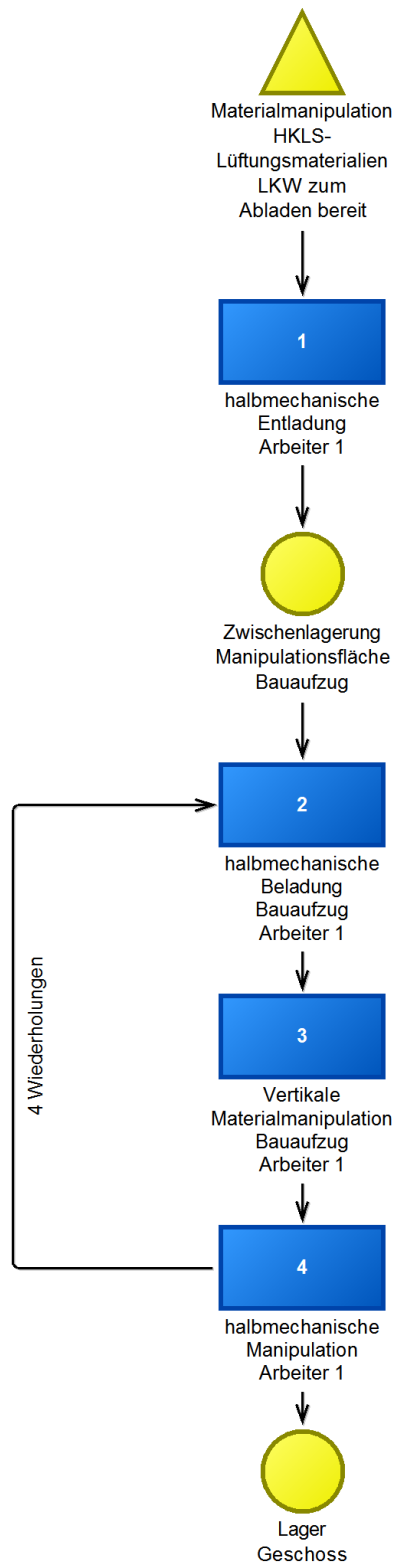 Materialmanipulation
HKLS-
Lüftungsmaterialien
LKW zum
Abladen bereit
1
halbmechanische
Entladung
Arbeiter 1
Zwischenlagerung
Manipulationsfläche
Bauaufzug
2
halbmechanische
Beladung
Bauaufzug
Arbeiter 1
4 Wiederholungen
3
Vertikale
Materialmanipulation
Bauaufzug
Arbeiter 1
4
halbmechanische
Manipulation
Arbeiter 1
Lager
Geschoss